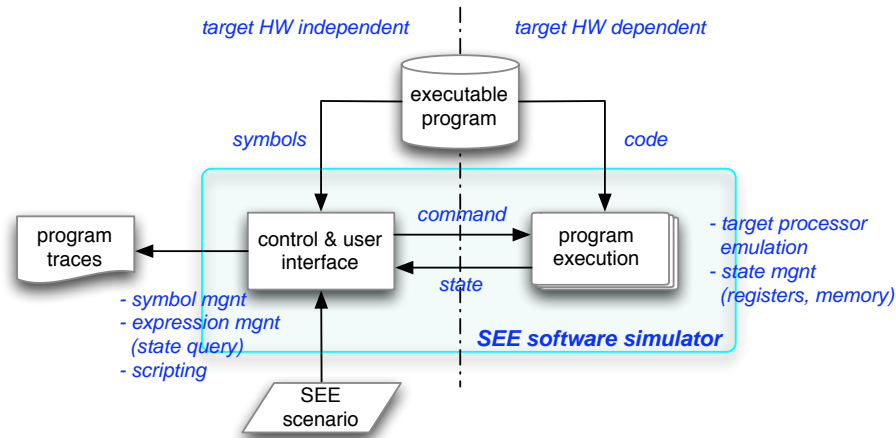 target HW independent
target HW dependent
executable
program
symbols
code
command
program
traces
control & user
interface
program
execution
- target processor
emulation
- state mgnt
(registers, memory)
state
- symbol mgnt
- expression mgnt
(state query)
- scripting
SEE software simulator
SEE
scenario